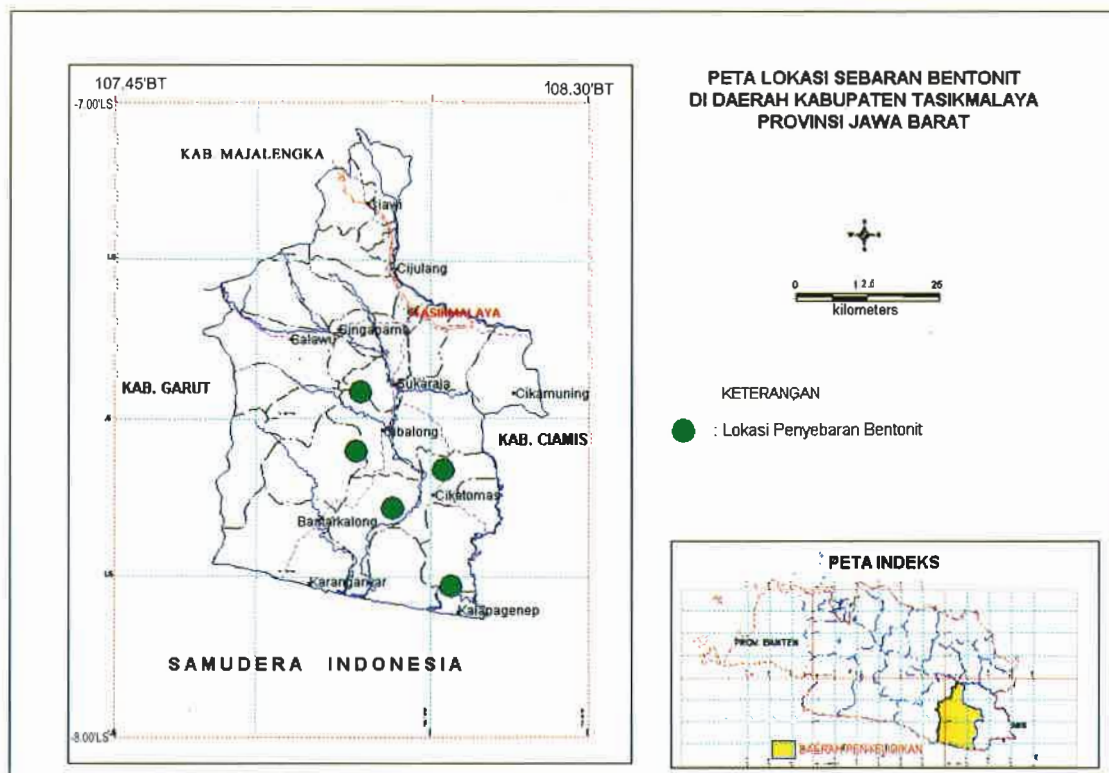 107.45'BT
108.30'BT
-7.00'LS
KAB MAJALENGKA
Ciawi
Cijulang
TASIKMALAYA
Singaparna
Salawu
KAB. GARUT
Sukaraja
Cikamuning
Cibalong
KAB. CIAMIS
Cikatomas
Bantarkalong
Karanganyar
Kalapagenep
SAMUDERA INDONESIA
-8.00'LS
PETA LOKASI SEBARAN BENTONIT
DI DAERAH KABUPATEN TASIKMALAYA
PROVINSI JAWA BARAT
0 12.5 25
kilometers
KETERANGAN
: Lokasi Penyebaran Bentonit
PETA INDEKS
PROV. BANTEN
DAERAH PENYELIDIKAN